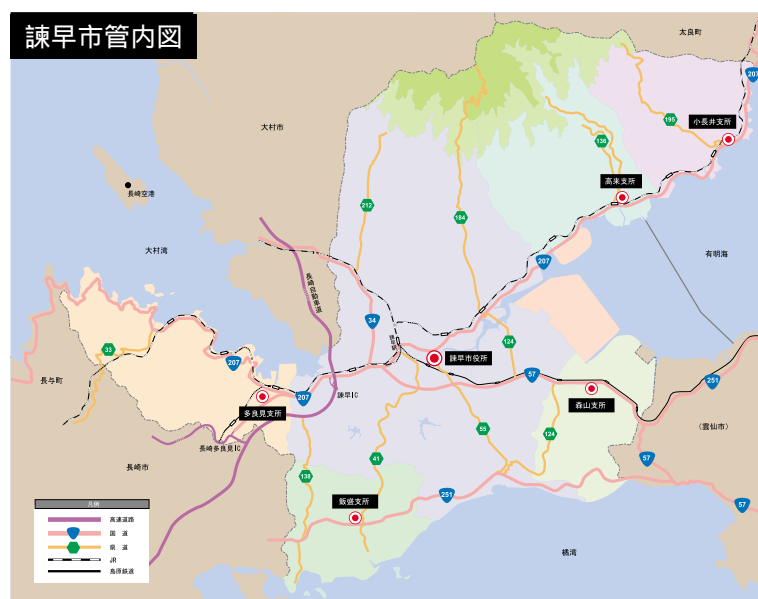 諫早市管内図
太良町
207
195
小長井支所
大村市
136
高来支所
長崎空港
212
184
大村湾
有明海
207
長崎自動車道
34
諫早駅
諫早市役所
124
33
207
57
251
長与町
森山支所
207
諫早IC
多良見支所
(雲仙市)
55
124
長崎多良見IC
41
57
長崎市
138
飯盛支所
251
57
凡例
高速道路
国道
県道
JR
島原鉄道
橘湾